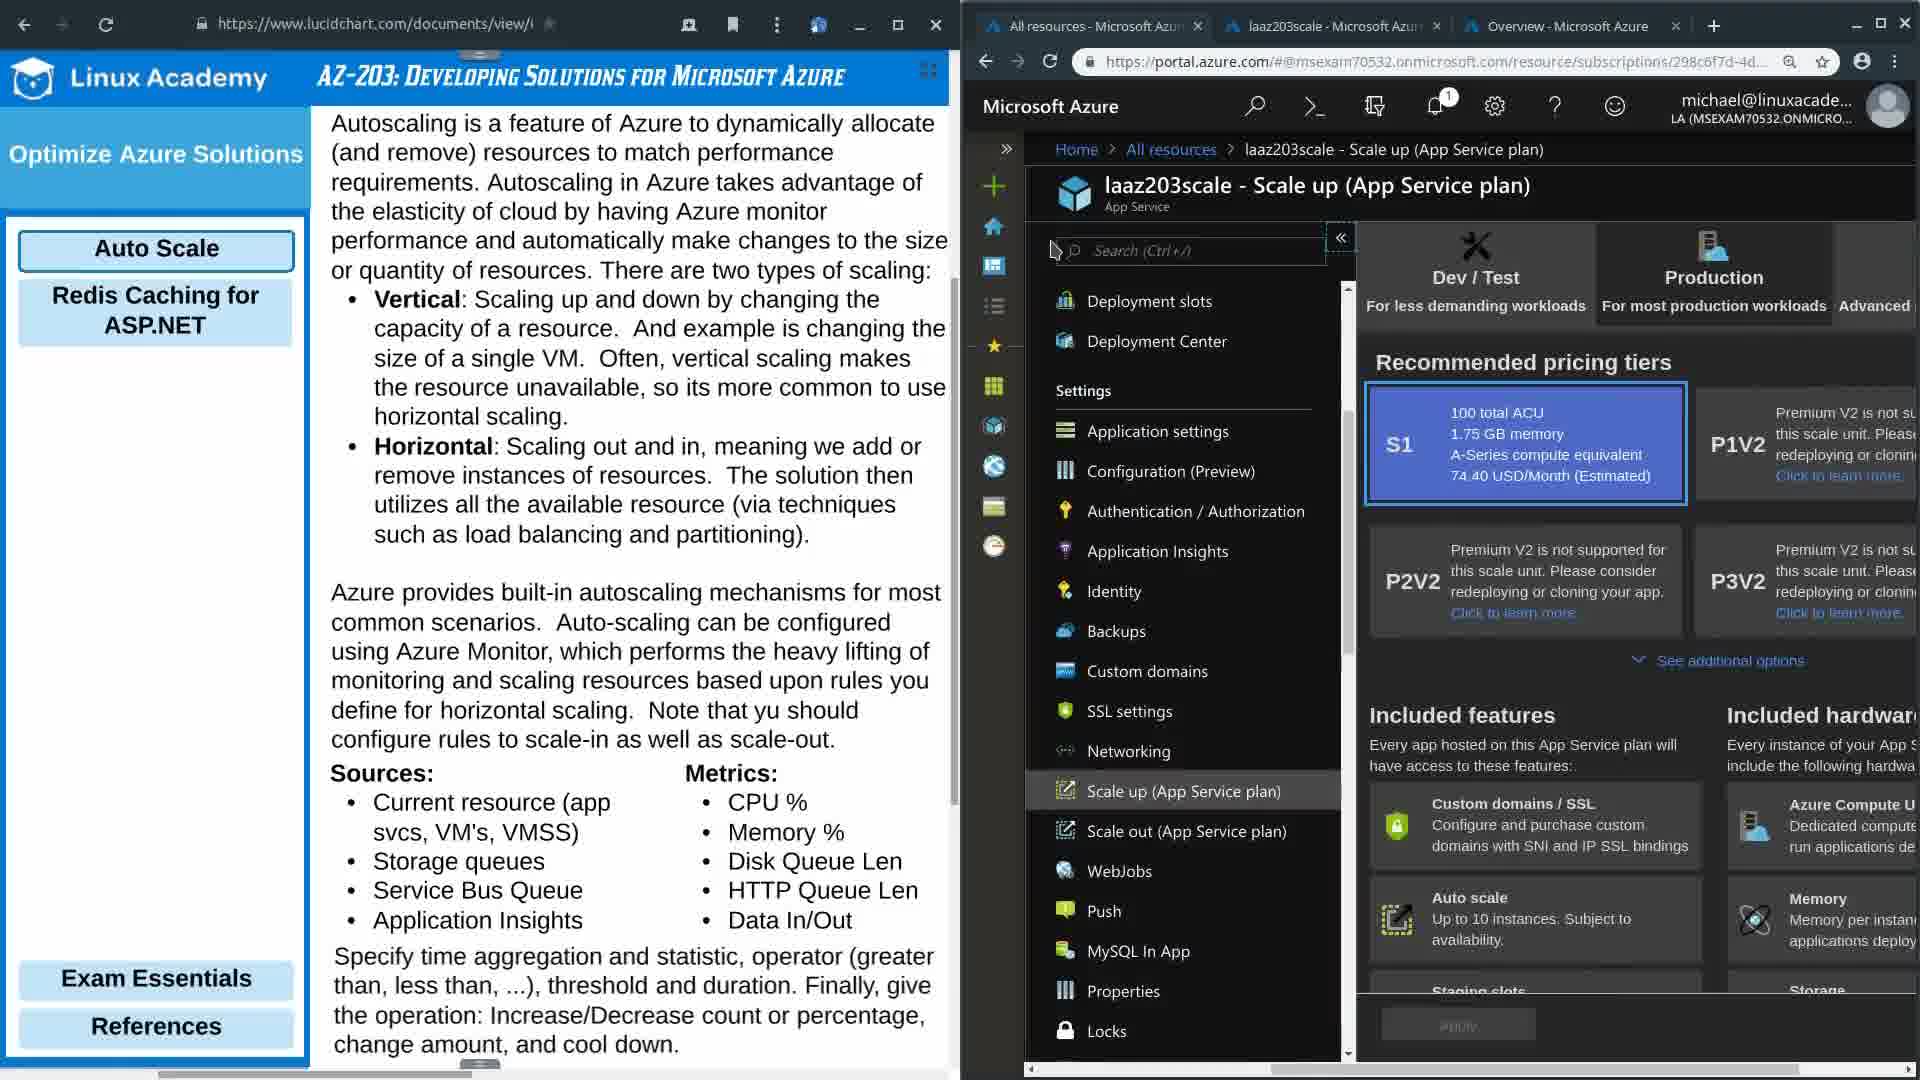 https://www.lucidchart.com/documents/view/
Linux Academy
AZ-203: Developing Solutions for Microsoft Azure
Optimize Azure Solutions
Auto Scale
Redis Caching for
ASP.NET
Exam Essentials
References
Autoscaling is a feature of Azure to dynamically allocate
(and remove) resources to match performance
requirements. Autoscaling in Azure takes advantage of
the elasticity of cloud by having Azure monitor
performance and automatically make changes to the size
or quantity of resources. There are two types of scaling:
• Vertical: Scaling up and down by changing the
capacity of a resource. And example is changing the
size of a single VM. Often, vertical scaling makes
the resource unavailable, so its more common to use
horizontal scaling.
• Horizontal: Scaling out and in, meaning we add or
remove instances of resources. The solution then
utilizes all the available resource (via techniques
such as load balancing and partitioning).
Azure provides built-in autoscaling mechanisms for most
common scenarios. Auto-scaling can be configured
using Azure Monitor, which performs the heavy lifting of
monitoring and scaling resources based upon rules you
define for horizontal scaling. Note that yu should
configure rules to scale-in as well as scale-out.
Sources:
• Current resource (app
svcs, VM's, VMSS)
• Storage queues
• Service Bus Queue
• Application Insights
Metrics:
• CPU %
• Memory %
• Disk Queue Len
• HTTP Queue Len
• Data In/Out
Specify time aggregation and statistic, operator (greater
than, less than, ...), threshold and duration. Finally, give
the operation: Increase/Decrease count or percentage,
change amount, and cool down.
All resources - Microsoft Azu
laaz203scale - Microsoft Azur
Overview - Microsoft Azure
https://portal.azure.com/#@msexam70532.onmicrosoft.com/resource/subscriptions/298c6f7d-4d...
Microsoft Azure
1
michael@linuxacade...
LA (MSEXAM70532.ONMICRO...
Home > All resources > laaz203scale - Scale up (App Service plan)
laaz203scale - Scale up (App Service plan)
App Service
Search (Ctrl+/)
Deployment slots
Deployment Center
Settings
Application settings
Configuration (Preview)
Authentication / Authorization
Application Insights
Identity
Backups
Custom domains
SSL settings
Networking
Scale up (App Service plan)
Scale out (App Service plan)
WebJobs
Push
MySQL In App
Properties
Locks
Dev / Test
For less demanding workloads
Production
For most production workloads
Advanced
Recommended pricing tiers
S1
100 total ACU
1.75 GB memory
A-Series compute equivalent
74.40 USD/Month (Estimated)
P1V2
Premium V2 is not su
this scale unit. Please
redeploying or clonin
Click to learn more.
P2V2
Premium V2 is not supported for
this scale unit. Please consider
redeploying or cloning your app.
Click to learn more.
P3V2
Premium V2 is not su
this scale unit. Please
redeploying or clonin
Click to learn more.
See additional options
Included features
Every app hosted on this App Service plan will
have access to these features:
Custom domains / SSL
Configure and purchase custom
domains with SNI and IP SSL bindings
Auto scale
Up to 10 instances. Subject to
availability.
Staging slots
Included hardwar
Every instance of your App S
include the following hardwa
Azure Compute U
Dedicated compute
run applications de
Memory
Memory per instan
applications deploy
Storage
Apply